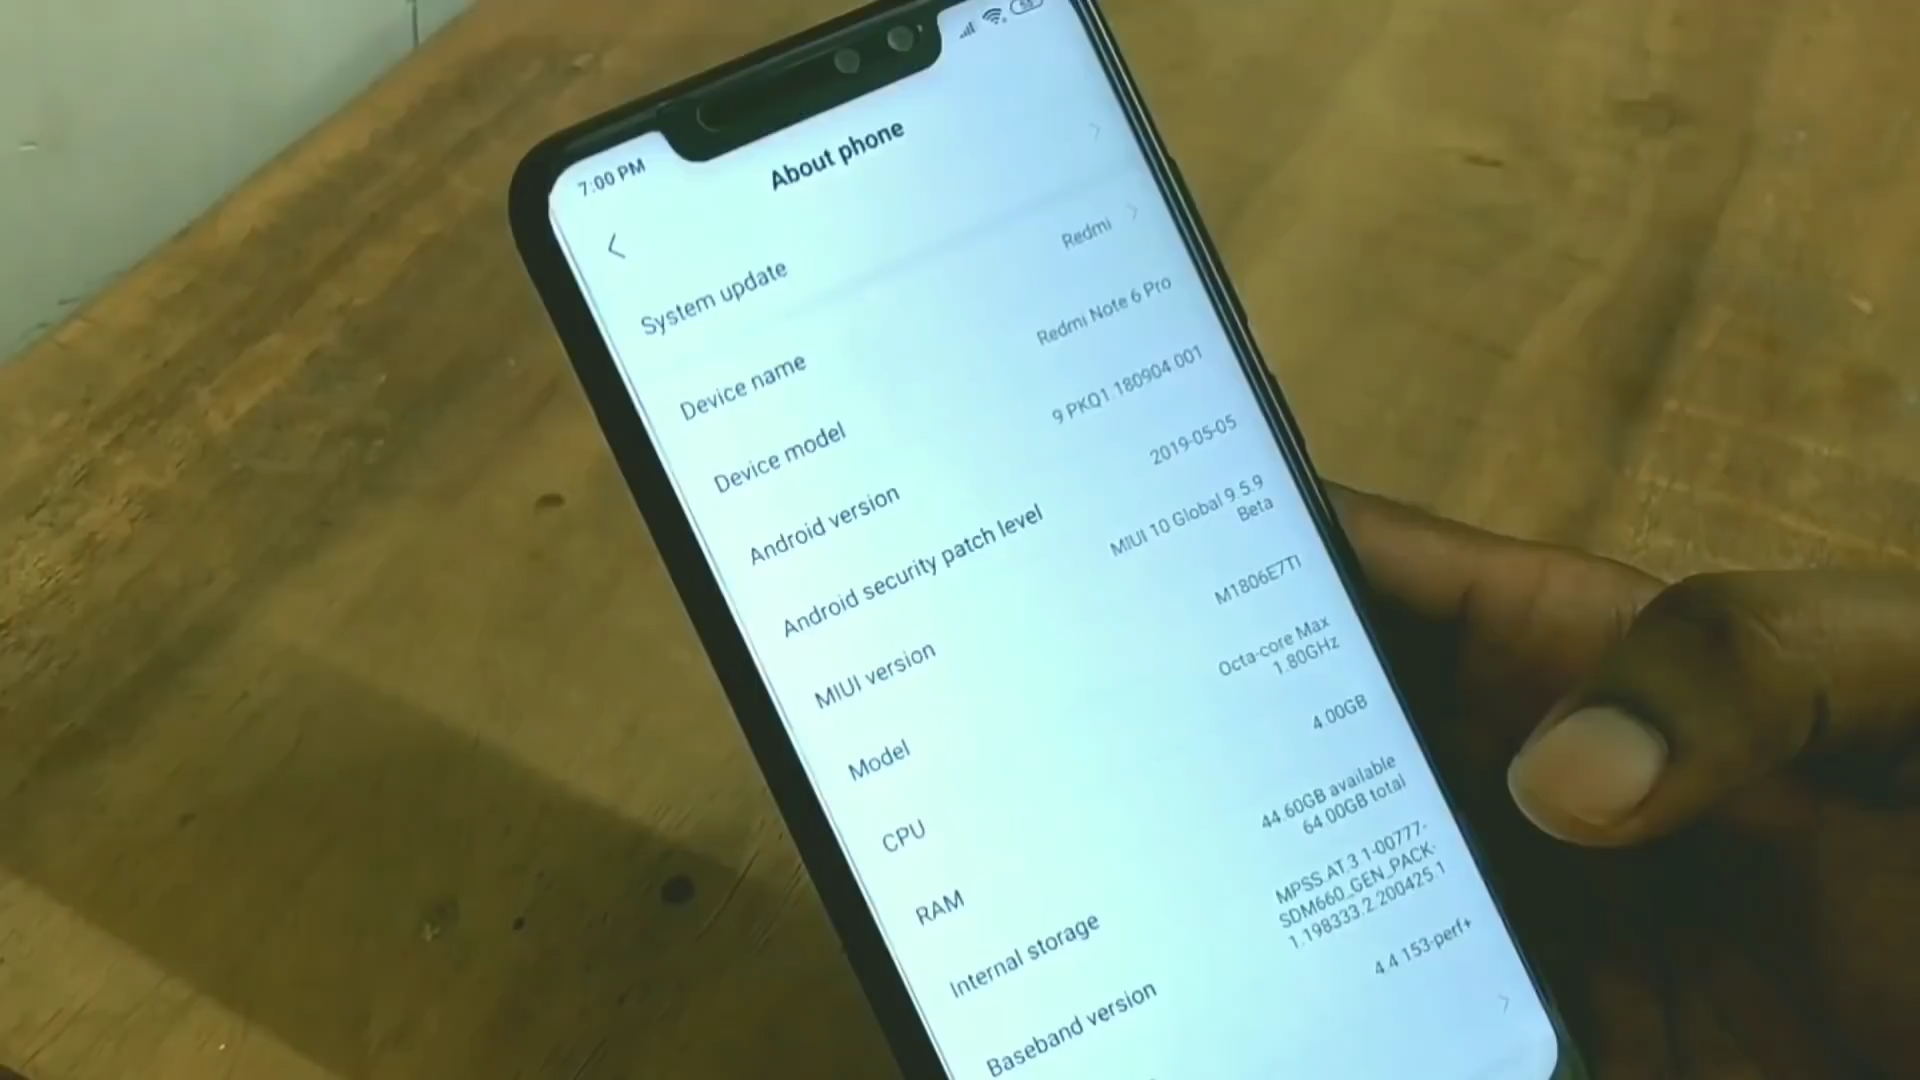 7:00 PM
55
About phone
System update
Device name
Redmi
Device model
Redmi Note 6 Pro
Android version
9 PKQ1.180904.001
Android security patch level
2019-05-05
MIUI version
MIUI 10 Global 9.5.9
Beta
Model
M1806E7TI
CPU
Octa-core Max
1.80GHz
RAM
4.00GB
Internal storage
44.60GB available
64.00GB total
Baseband version
MPSS.AT.3.1-00777-
SDM660_GEN_PACK-
1.198333.2.200425.1
4.4.153-perf+